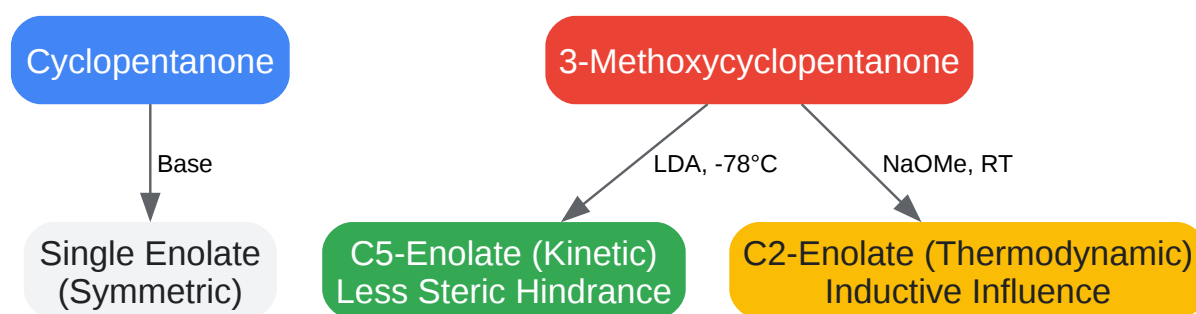 Cyclopentanone
3-Methoxycyclopentanone
Base
LDA, -78°C
NaOMe, RT
Single Enolate
(Symmetric)
C5-Enolate (Kinetic)
Less Steric Hindrance
C2-Enolate (Thermodynamic)
Inductive Influence